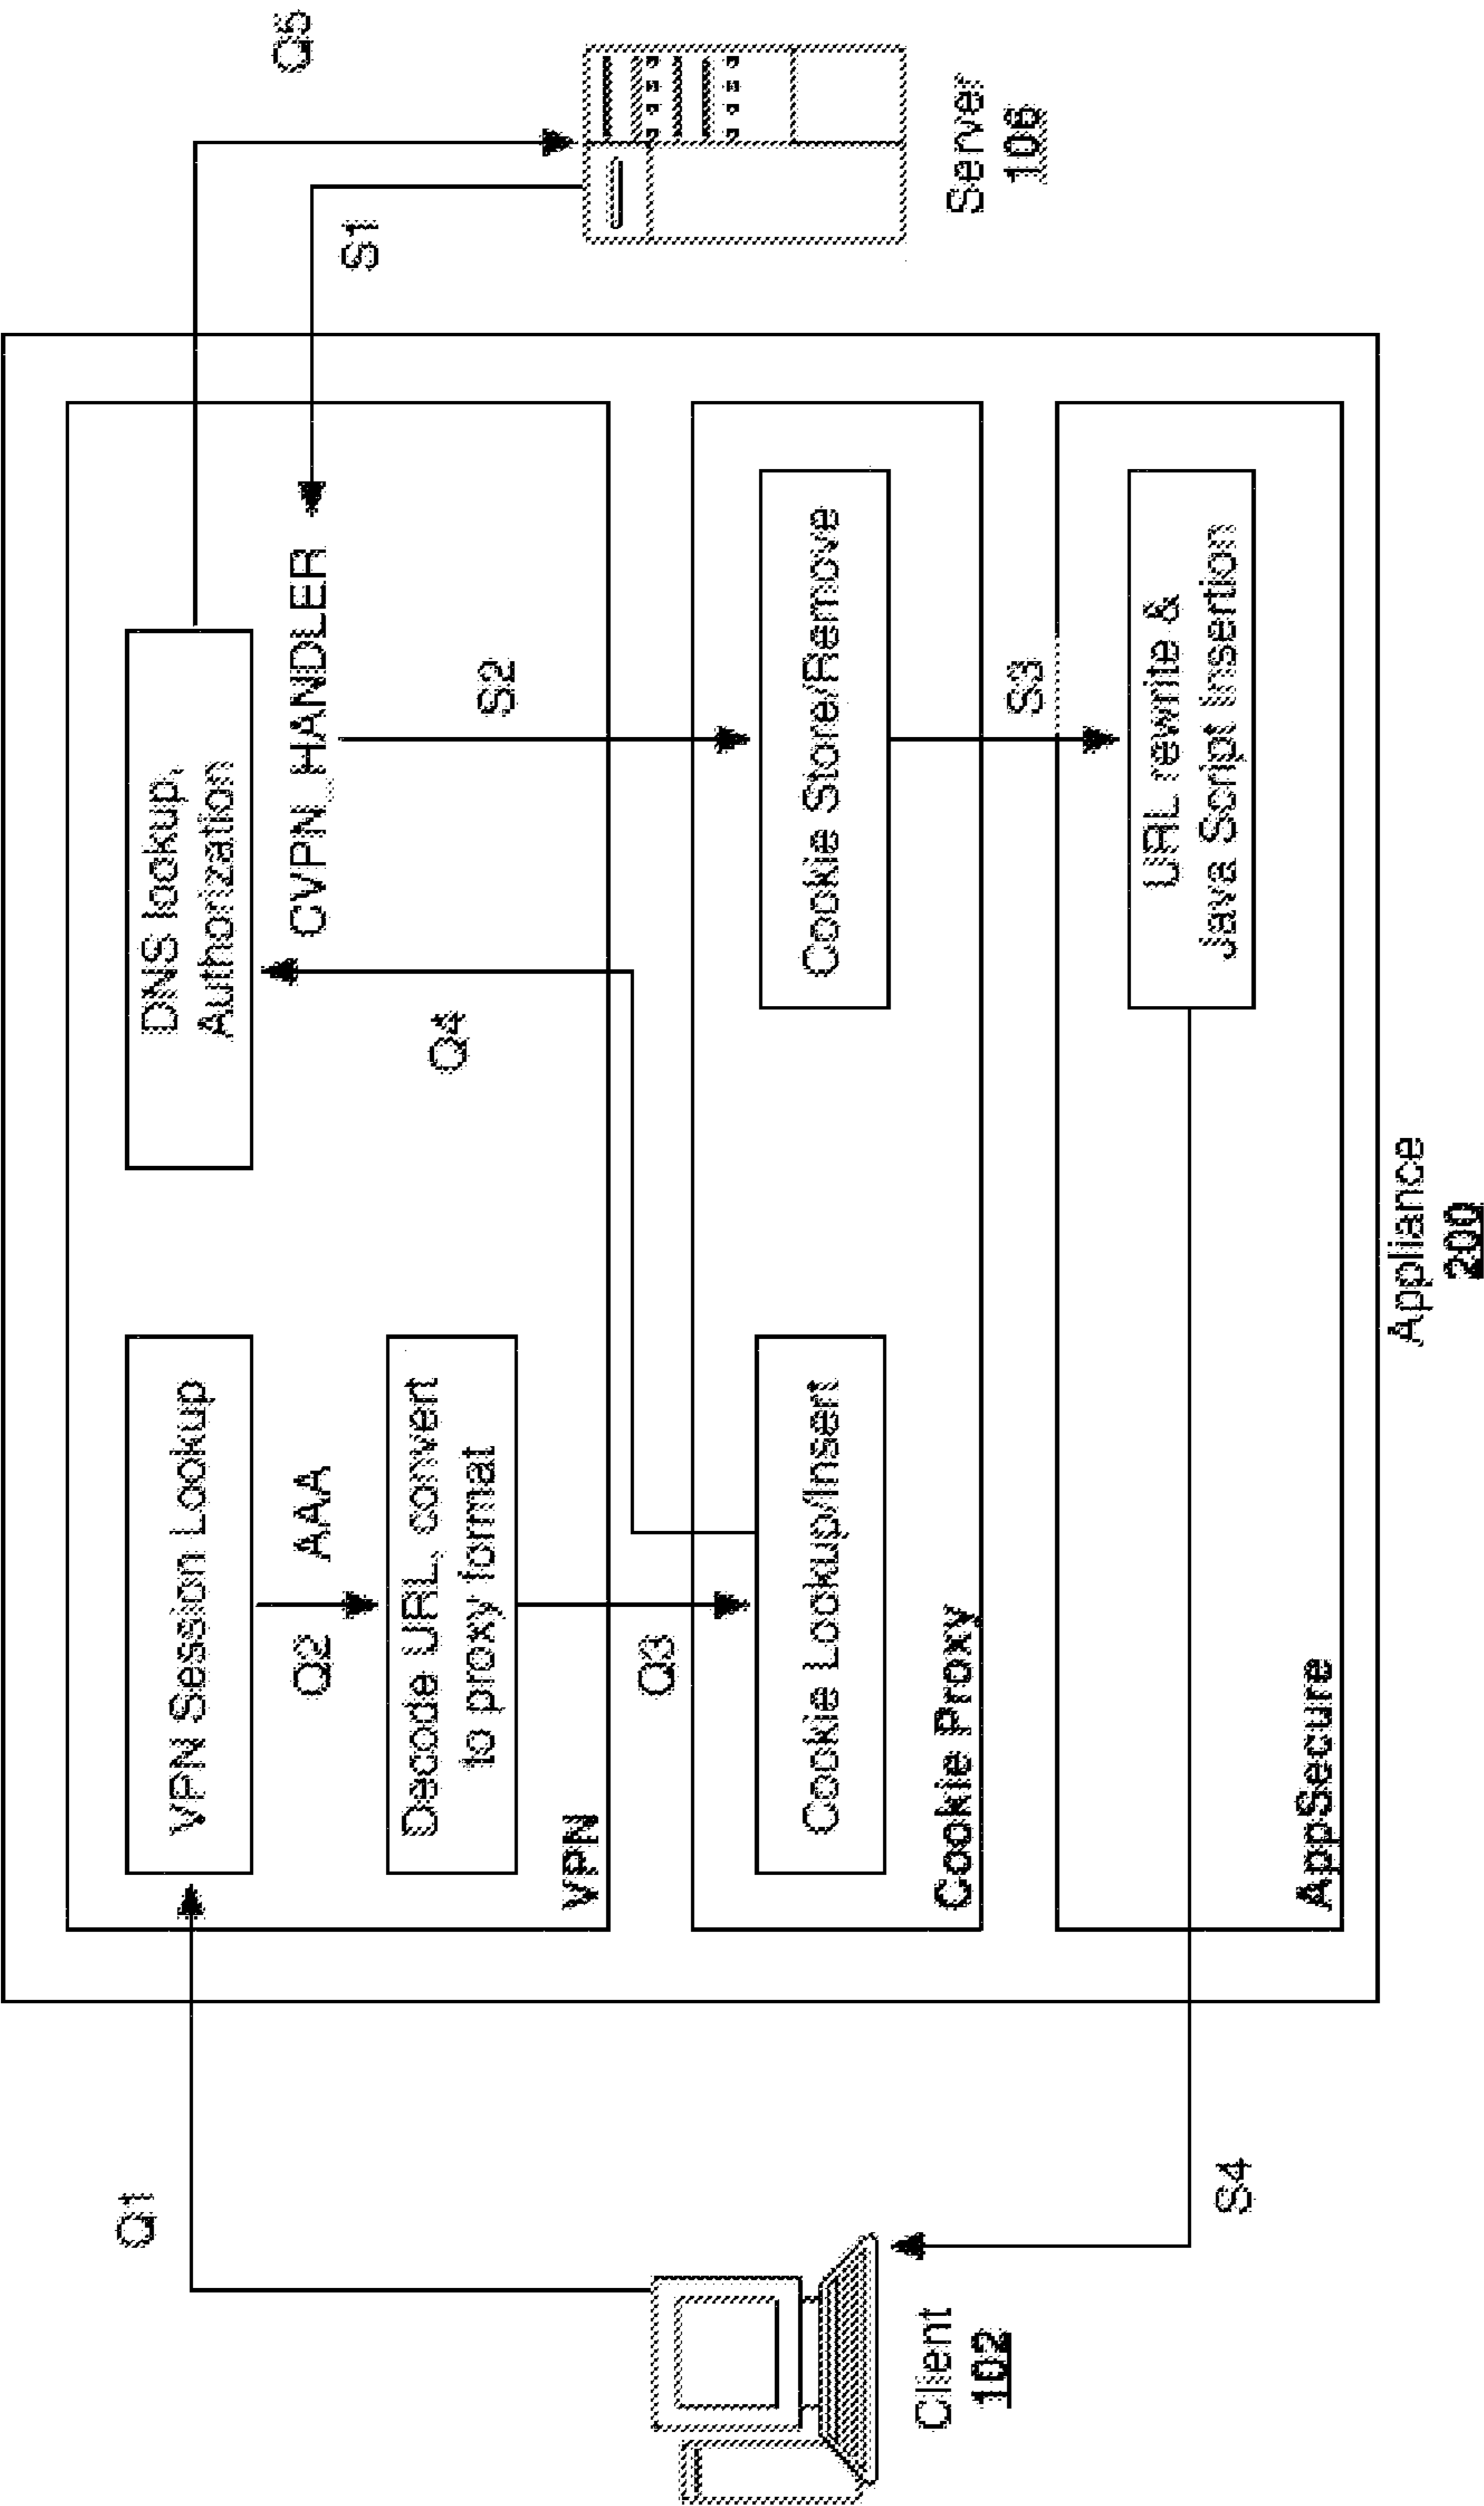 Q1
VPN Session Lookup
Q2
AAA
Decode URL, convert
to proxy format
VPN
Q3
Cookie Lookup/Insert
Cookie Proxy
Q4
DNS lookup,
Authorization
CVPN_HANDLER
Q5
S1
Server
106
S2
Cookie Store/Remove
S3
URL rewrite &
Java Script Insertion
AppSecure
S4
Client
102
Appliance
200